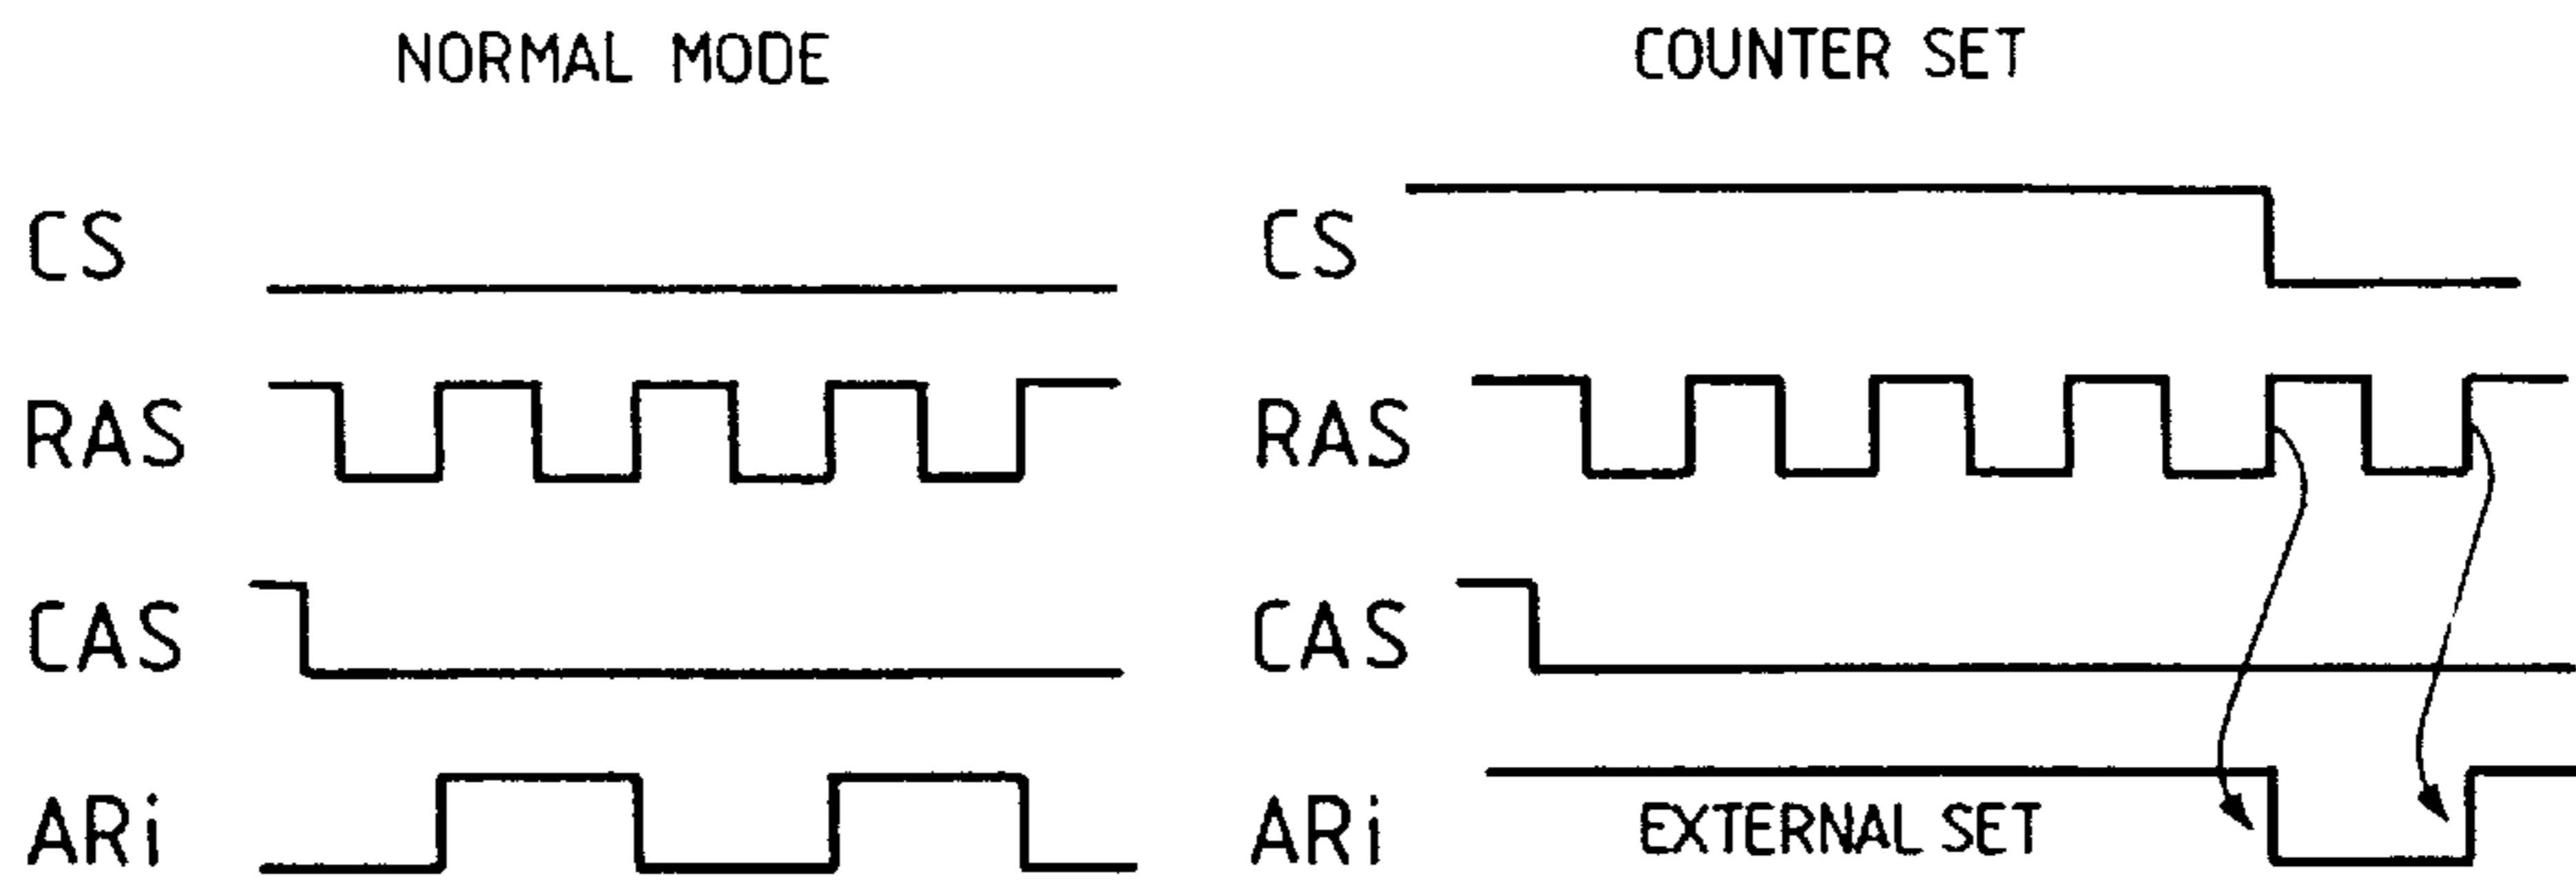 NORMAL MODE
CS
RAS
CAS
ARi
COUNTER SET
CS
RAS
CAS
ARi
EXTERNAL SET